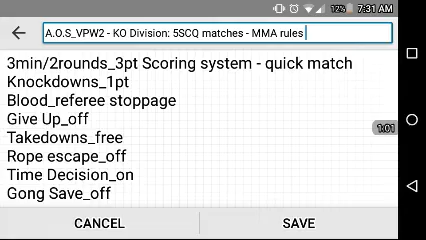 12% 7:31 AM
A.O.S_VPW2 - KO Division: 5SCQ matches - MMA rules
3min/2rounds_3pt Scoring system - quick match
Knockdowns_1pt
Blood_referee stoppage
Give Up_off
Takedowns_free
1:01
Rope escape_off
Time Decision_on
Gong Save_off
CANCEL SAVE